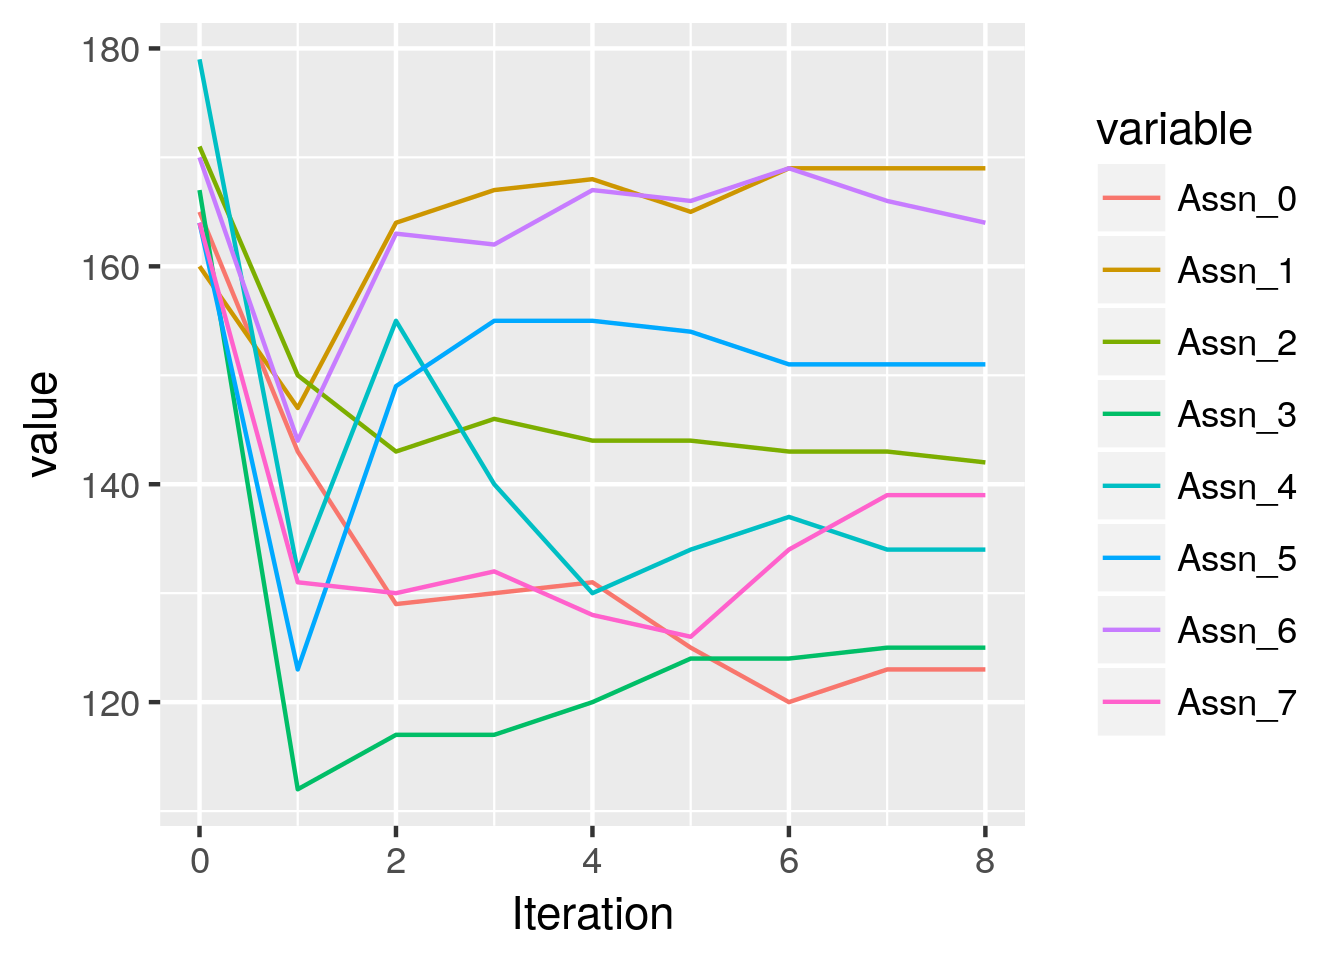 180
160
140
120
value
0 2 4 6 8
Iteration
variable
Assn_0
Assn_1
Assn_2
Assn_3
Assn_4
Assn_5
Assn_6
Assn_7